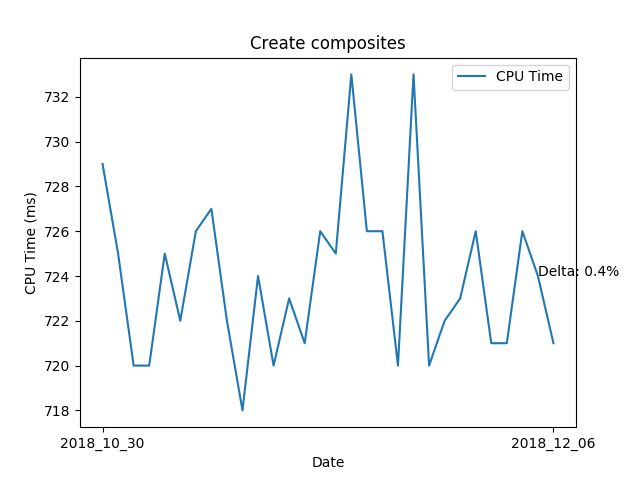 Create composites
CPU Time
732
730
728
726
724
722
720
718
CPU Time (ms)
Delta: 0.4%
2018_10_30
2018_12_06
Date